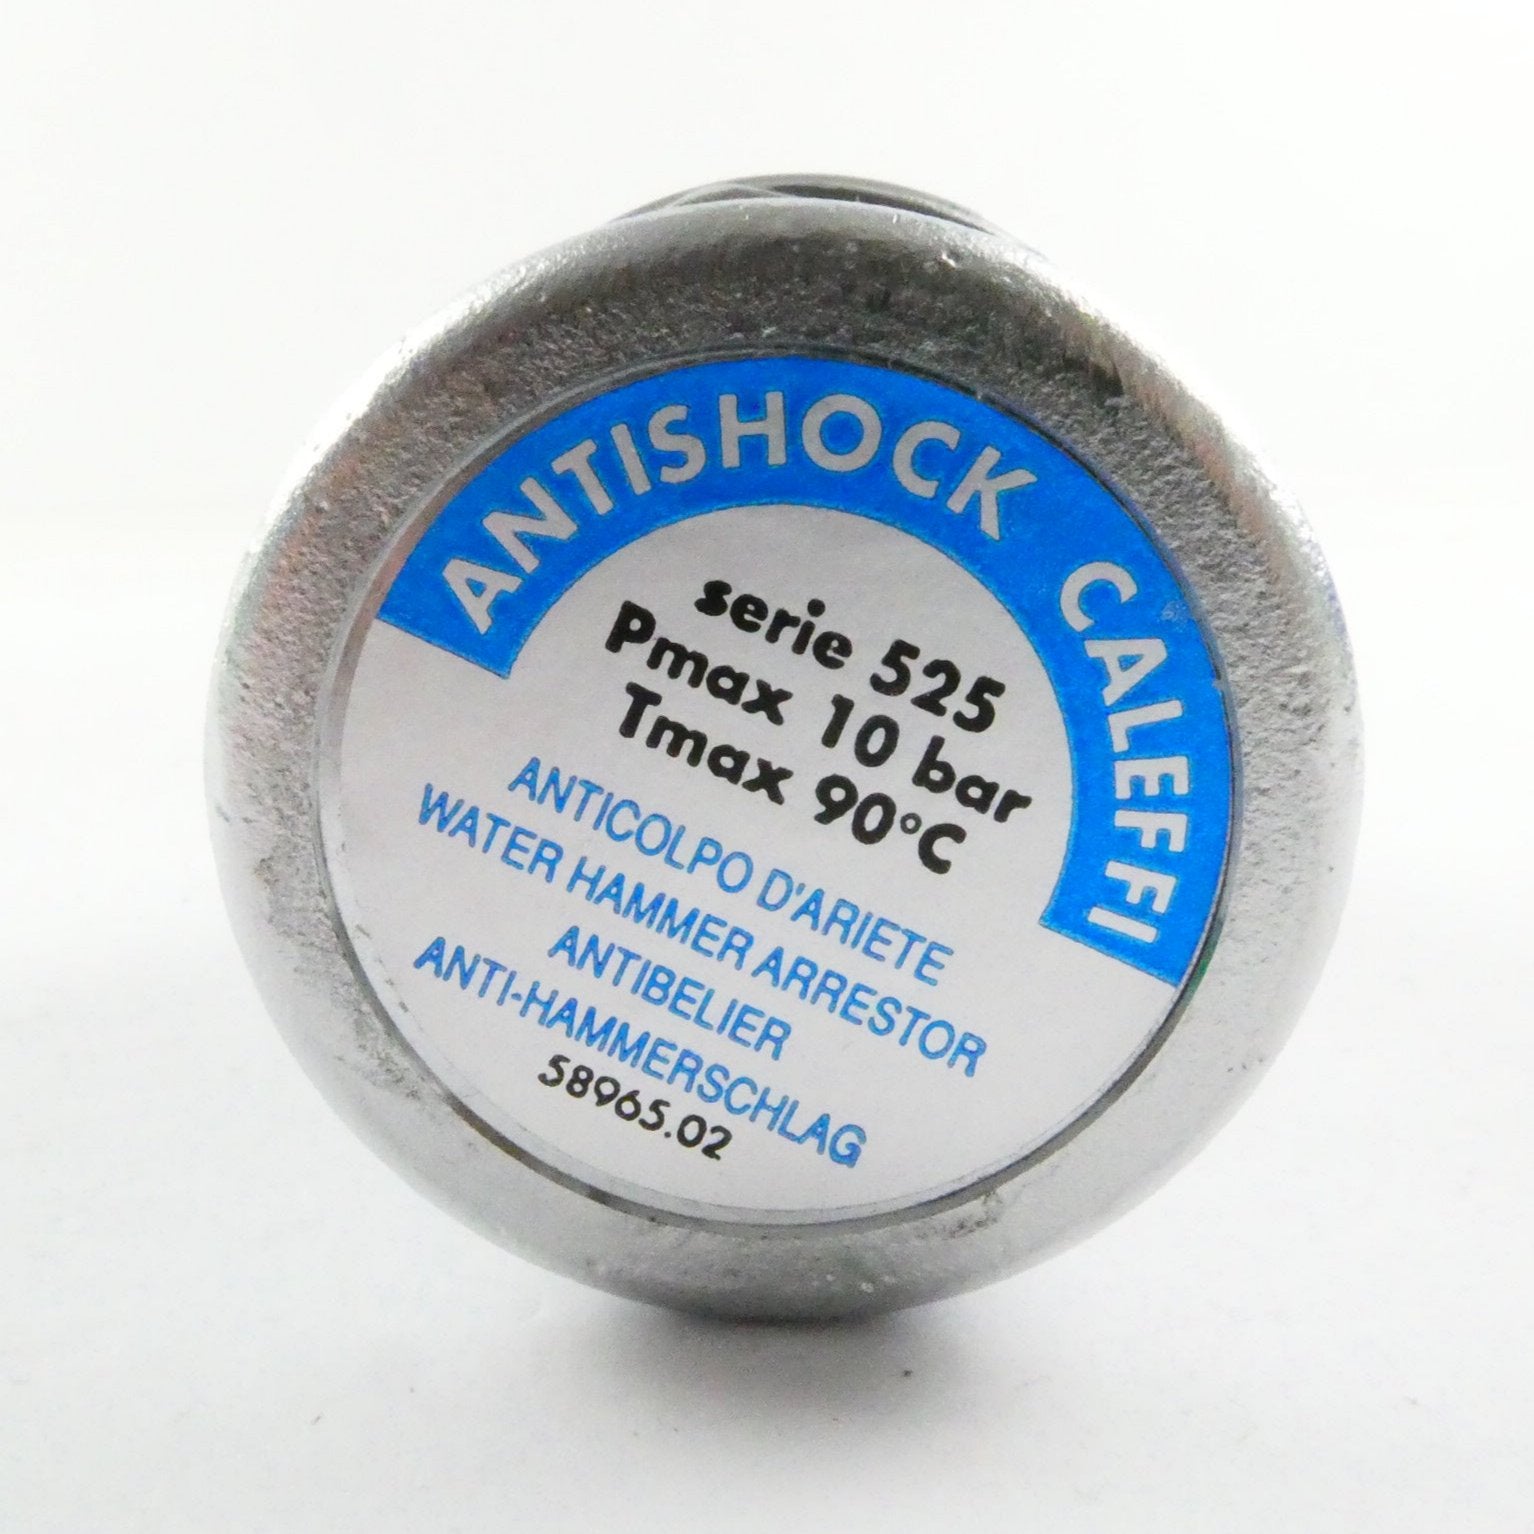 ANTISHOCK CALEFFI
serie 525
Pmax 10 bar
Tmax 90°C
ANTICOLPO D'ARIETE
WATER HAMMER ARRESTOR
ANTIBELIER
ANTI-HAMMERSCHLAG
58965.02